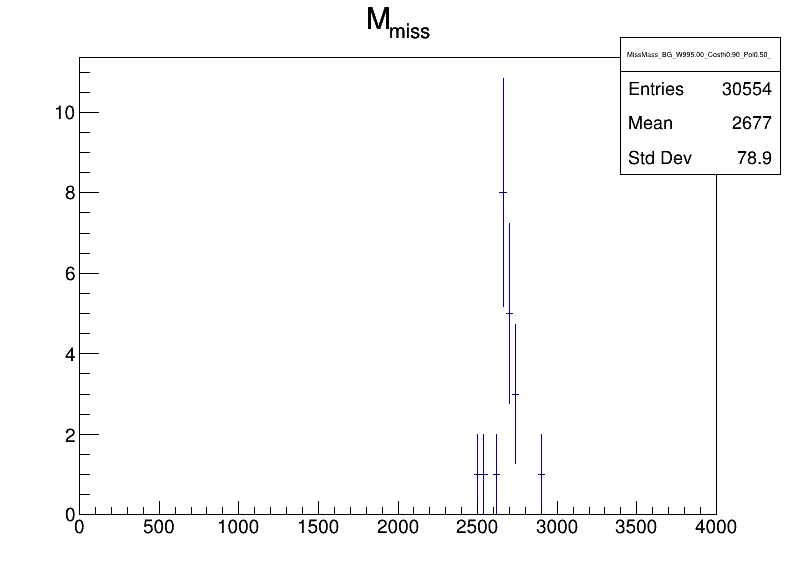 M_miss
MissMass_BG_W995.00_Costh0.90_Pol0.50_
Entries 30554
Mean 2677
Std Dev 78.9
10
8
6
4
2
0
0 500 1000 1500 2000 2500 3000 3500 4000